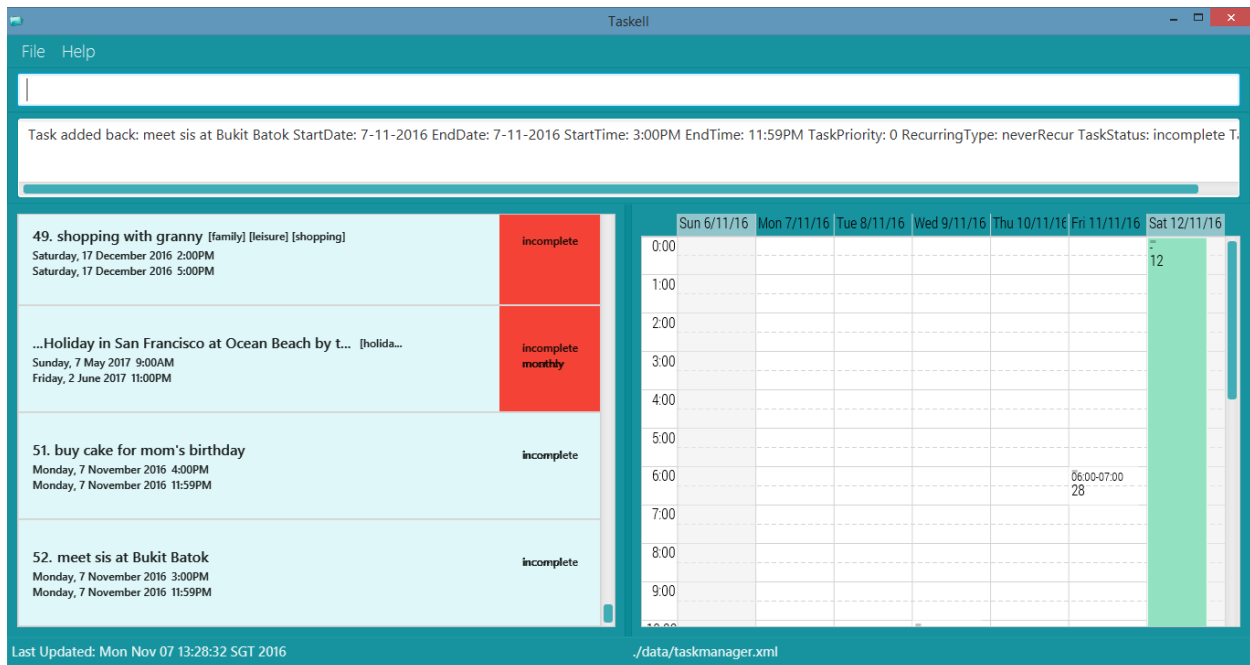 Taskell
File Help
Task added back: meet sis at Bukit Batok StartDate: 7-11-2016 EndDate: 7-11-2016 StartTime: 3:00PM EndTime: 11:59PM TaskPriority: 0 RecurringType: neverRecur TaskStatus: incomplete
49. shopping with granny [family] [leisure] [shopping]
incomplete
Saturday, 17 December 2016 2:00PM
Saturday, 17 December 2016 5:00PM
...Holiday in San Francisco at Ocean Beach by t... [holida...
incomplete
Sunday, 7 May 2017 9:00AM
monthly
Friday, 2 June 2017 11:00PM
51. buy cake for mom's birthday
incomplete
Monday, 7 November 2016 4:00PM
Monday, 7 November 2016 11:59PM
52. meet sis at Bukit Batok
incomplete
Monday, 7 November 2016 3:00PM
Monday, 7 November 2016 11:59PM
Sun 6/11/16 Mon 7/11/16 Tue 8/11/16 Wed 9/11/16 Thu 10/11/16 Fri 11/11/16 Sat 12/11/16
0:00
-
12
1:00
2:00
3:00
4:00
5:00
6:00
06:00-07:00
28
7:00
8:00
9:00
Last Updated: Mon Nov 07 13:28:32 SGT 2016
./data/taskmanager.xml